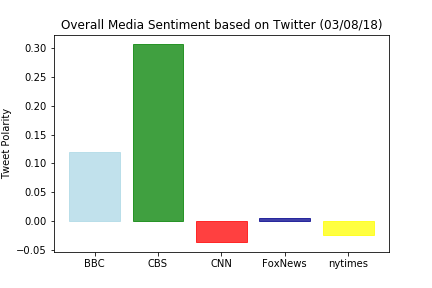 Overall Media Sentiment based on Twitter (03/08/18)
Tweet Polarity
0.30
0.25
0.20
0.15
0.10
0.05
0.00
−0.05
BBC CBS CNN FoxNews nytimes